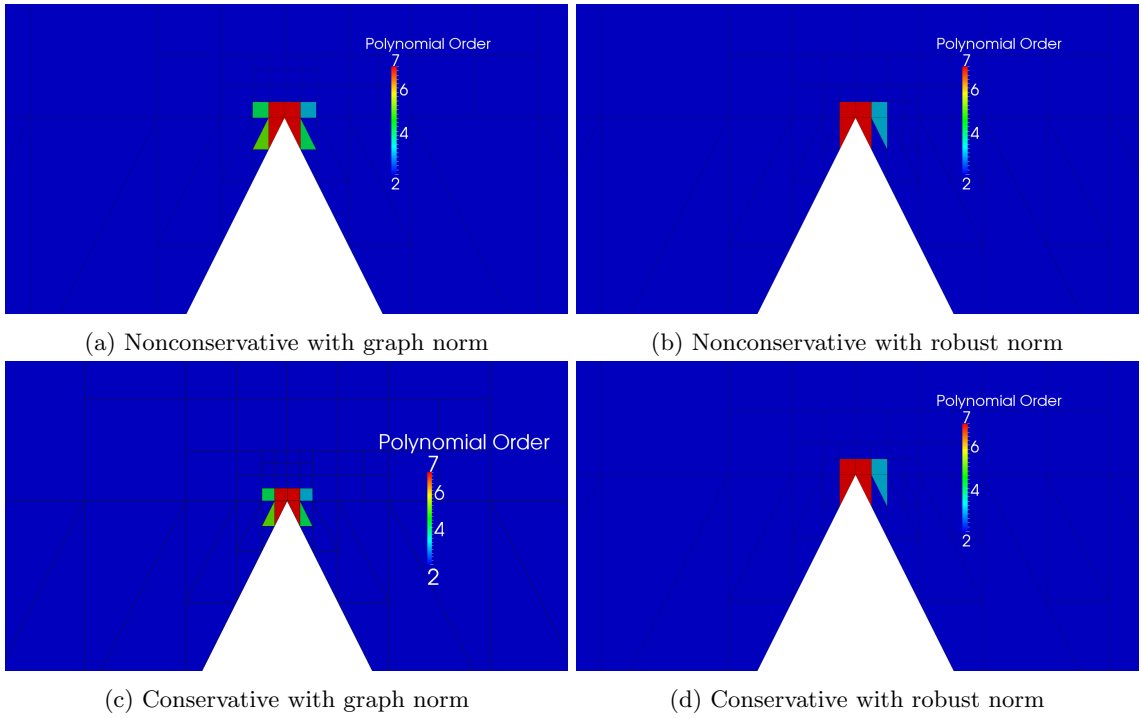 Polynomial Order
7
6
4
2
Polynomial Order
7
6
4
2
(a) Nonconservative with graph norm
(b) Nonconservative with robust norm
Polynomial Order
7
6
4
2
Polynomial Order
7
6
4
2
(c) Conservative with graph norm
(d) Conservative with robust norm